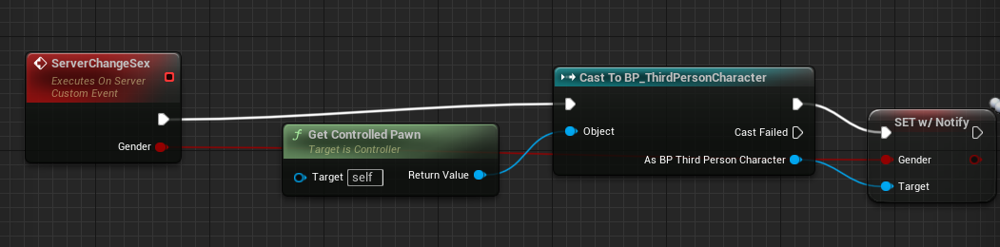 ServerChangeSex
Executes On Server
Custom Event
Gender
Get Controlled Pawn
Target is Controller
Target self
Return Value
Cast To BP_ThirdPersonCharacter
Object
Cast Failed
As BP Third Person Character
SET w/ Notify
Gender
Target